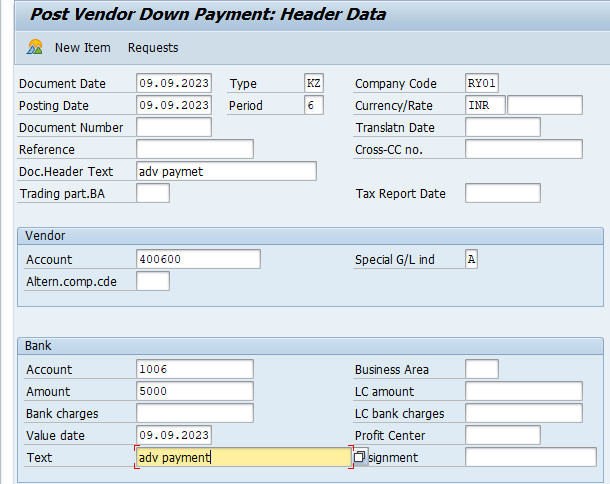 Post Vendor Down Payment: Header Data
New Item Requests
Document Date 09.09.2023 Type KZ Company Code RY01
Posting Date 09.09.2023 Period 6 Currency/Rate INR
Document Number Translatn Date
Reference Cross-CC no.
Doc.Header Text adv paymet
Trading part.BA Tax Report Date
Vendor
Account 400600 Special G/L ind A
Altern.comp.cde
Bank
Account 1006 Business Area
Amount 5000 LC amount
Bank charges LC bank charges
Value date 09.09.2023 Profit Center
Text adv payment signment